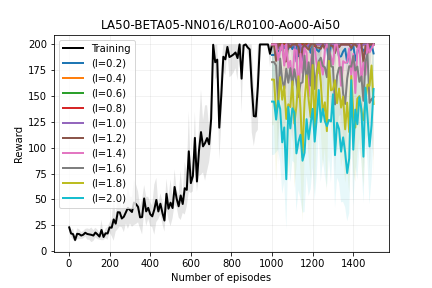 LA50-BETA05-NN016/LR0100-Ao00-Ai50
Reward
200
175
150
125
100
75
50
25
0
Training
(l=0.2)
(l=0.4)
(l=0.6)
(l=0.8)
(l=1.0)
(l=1.2)
(l=1.4)
(l=1.6)
(l=1.8)
(l=2.0)
0 200 400 600 800 1000 1200 1400
Number of episodes